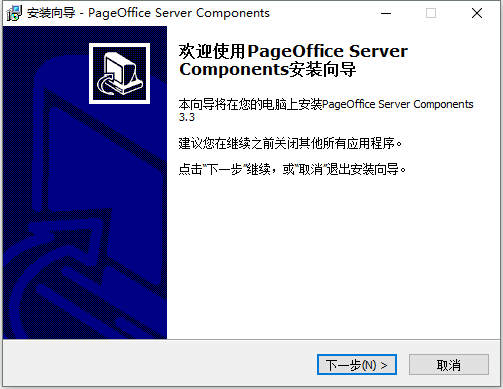 安装向导 - PageOffice Server Components
欢迎使用PageOffice Server
Components安装向导
本向导将在您的电脑上安装PageOffice Server Components
3.3
建议您在继续之前关闭其他所有应用程序。
点击“下一步”继续，或“取消”退出安装向导。
下一步(N) >
取消